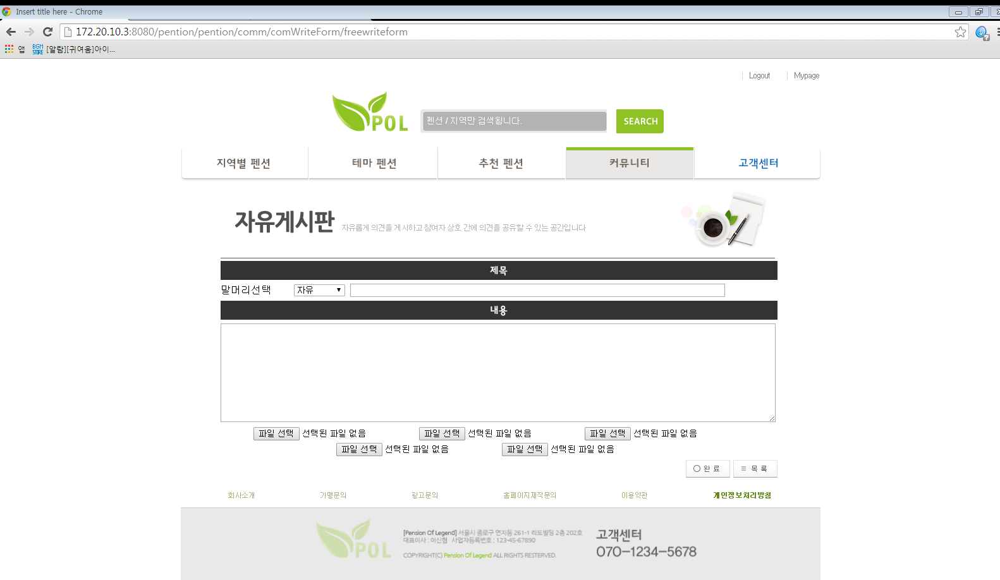 Insert title here - Chrome
172.20.10.3:8080/pention/pention/comm/comWriteForm/freewriteform
앱 BGM STORE [알람][귀여움]아이...
Logout Mypage
POL 펜션 / 지역만 검색됩니다. SEARCH
지역별 펜션 테마 펜션 추천 펜션 커뮤니티 고객센터
자유게시판 자유롭게 의견을 게시하고 참여자 상호 간에 의견을 공유할 수 있는 공간입니다
제목
말머리선택 자유
내용
파일 선택 선택된 파일 없음 파일 선택 선택된 파일 없음 파일 선택 선택된 파일 없음
파일 선택 선택된 파일 없음 파일 선택 선택된 파일 없음
완 료 목 록
회사소개 가맹문의 광고문의 홈페이지제작문의 이용약관 개인정보처리방침
POL
[Pension Of Legend] 서울시 종로구 연지동 261-1 리도빌딩 2층 202호
대표이사 : 이신협 사업자등록번호 ; 123-45-67890
COPYRIGHT(C) Pension Of Legend ALL RIGHTS RESTERVED.
고객센터
070-1234-5678